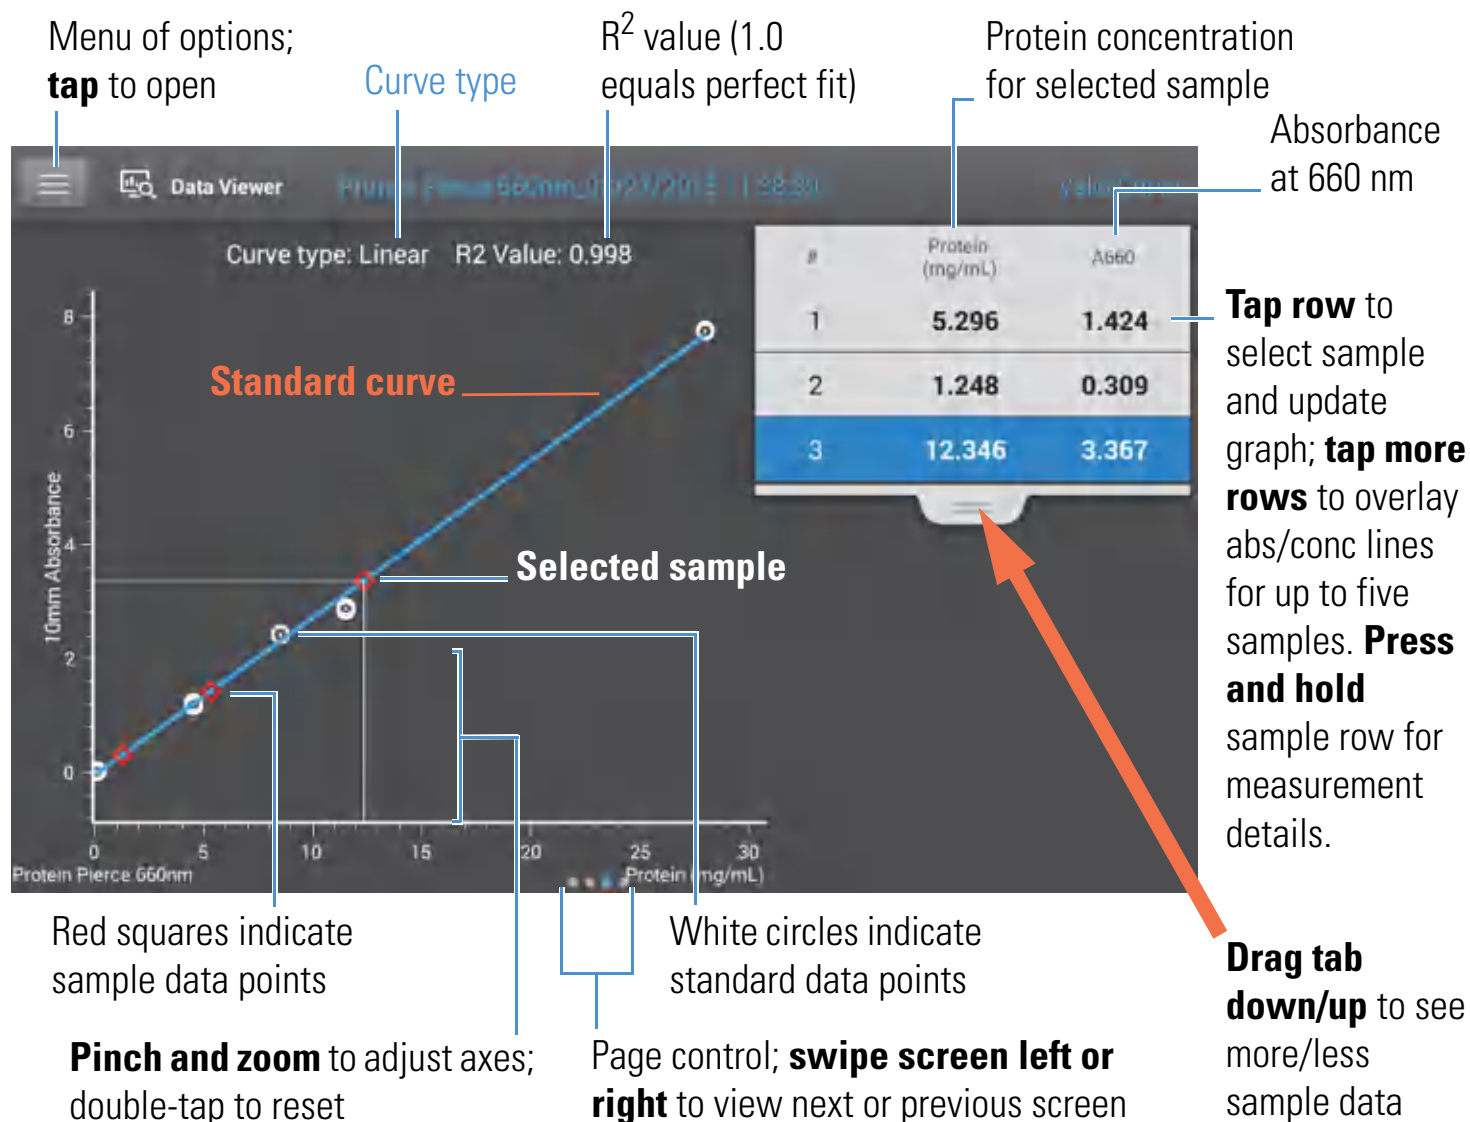 Menu of options;
tap to open
Curve type
R2 value (1.0
equals perfect fit)
Protein concentration
for selected sample
Absorbance
at 660 nm
Data Viewer
Curve type: Linear R2 Value: 0.998
# Protein (mg/mL) A660
1 5.296 1.424
2 1.248 0.309
3 12.346 3.367
Tap row to
select sample
and update
graph; tap more
rows to overlay
abs/conc lines
for up to five
samples. Press
and hold
sample row for
measurement
details.
Standard curve
Selected sample
10mm Absorbance
8
6
4
2
0
0 5 10 15 20 25 30
Protein Pierce 660nm
Protein (mg/mL)
Red squares indicate
sample data points
White circles indicate
standard data points
Pinch and zoom to adjust axes;
double-tap to reset
Page control; swipe screen left or
right to view next or previous screen
Drag tab
down/up to see
more/less
sample data